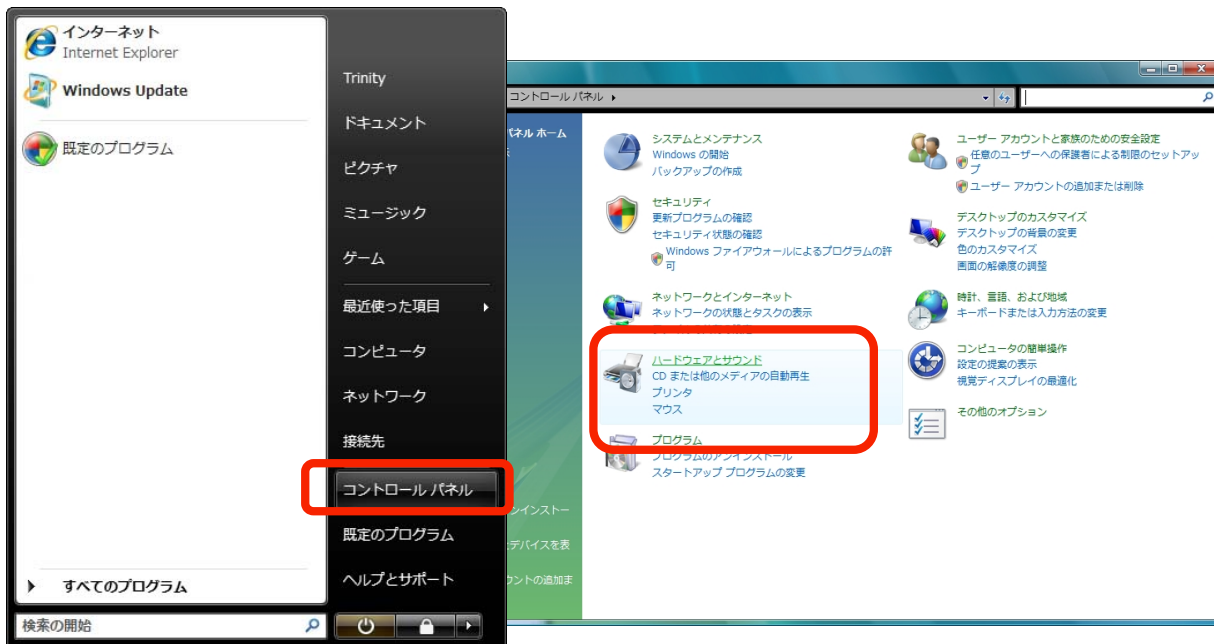 インターネット
Internet Explorer
Windows Update
既定のプログラム
すべてのプログラム
検索の開始
Trinity
ドキュメント
ピクチャ
ミュージック
ゲーム
最近使った項目
コンピュータ
ネットワーク
接続先
コントロール パネル
既定のプログラム
ヘルプとサポート
コントロール パネル
パネル ホーム
ンインストー
デバイスを表
ウントの追加ま
システムとメンテナンス
Windows の開始
バックアップの作成
セキュリティ
更新プログラムの確認
セキュリティ状態の確認
Windows ファイアウォールによるプログラムの許
可
ネットワークとインターネット
ネットワークの状態とタスクの表示
ハードウェアとサウンド
CD または他のメディアの自動再生
プリンタ
マウス
プログラム
プログラムのアンインストール
スタートアップ プログラムの変更
ユーザー アカウントと家族のための安全設定
任意のユーザーへの保護者による制限のセットアッ
プ
ユーザー アカウントの追加または削除
デスクトップのカスタマイズ
デスクトップの背景の変更
色のカスタマイズ
画面の解像度の調整
時計、言語、および地域
キーボードまたは入力方法の変更
コンピュータの簡単操作
設定の提案の表示
視覚ディスプレイの最適化
その他のオプション